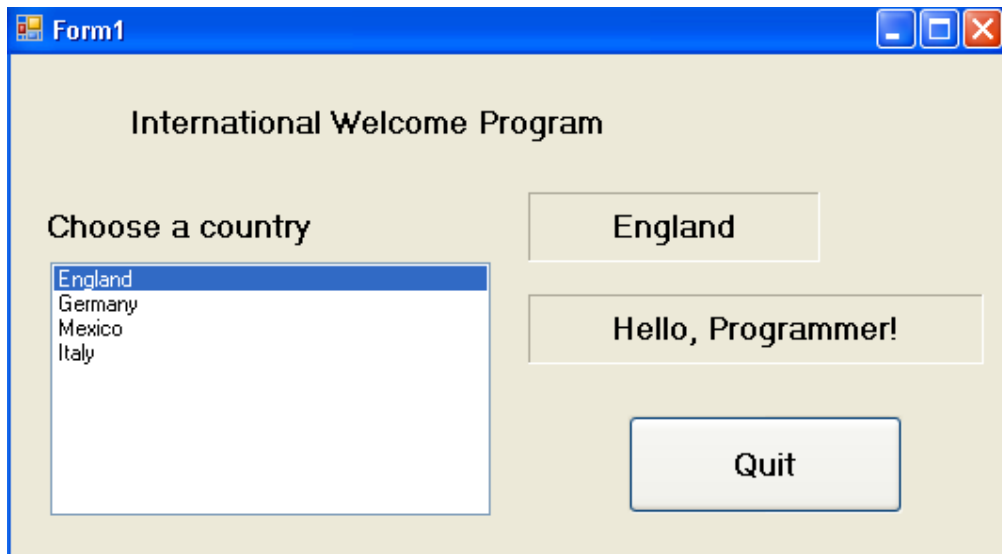 Form1
International Welcome Program
Choose a country
England
Germany
Mexico
Italy
England
Hello, Programmer!
Quit